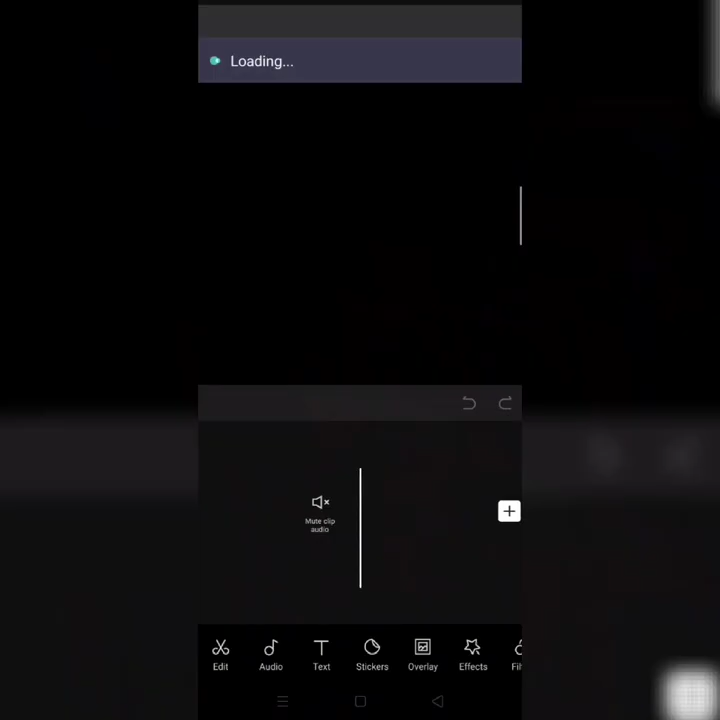 Loading...
Mute clip
audio
Edit
Audio
Text
Stickers
Overlay
Effects